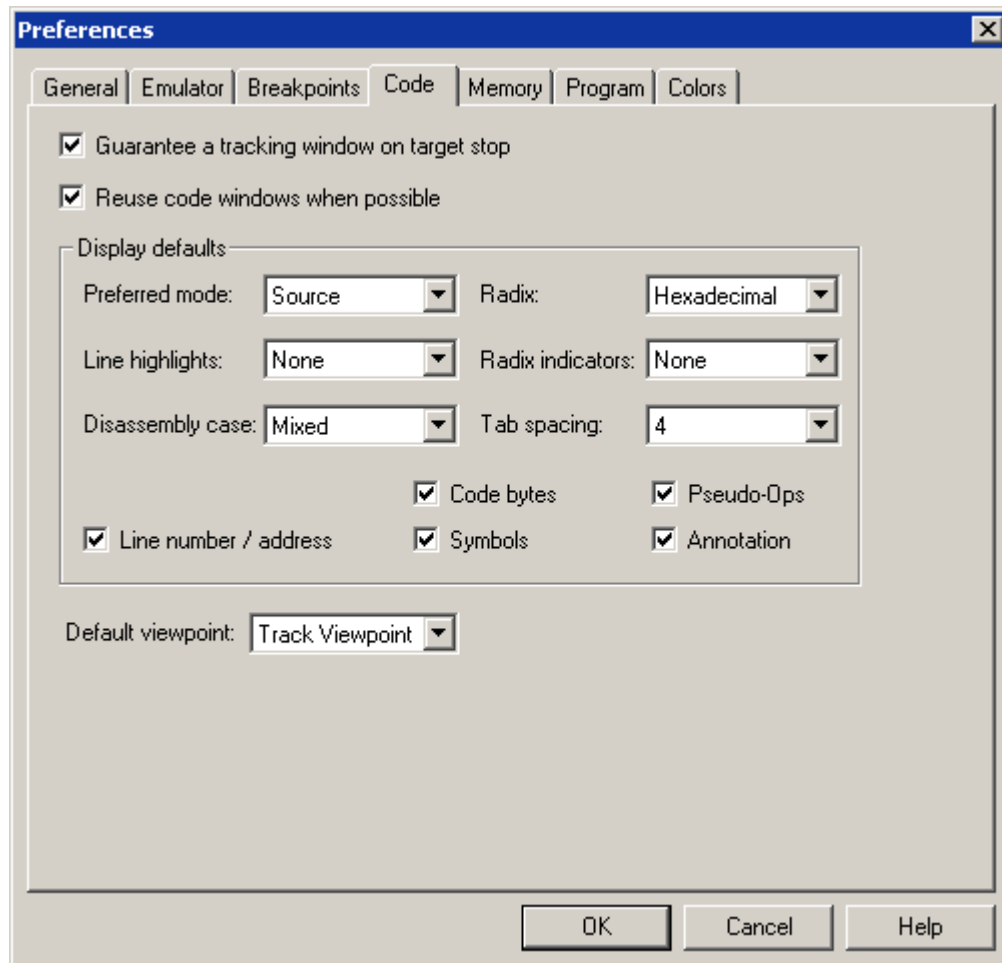 Preferences
General Emulator Breakpoints Code Memory Program Colors
Guarantee a tracking window on target stop
Reuse code windows when possible
Display defaults
Preferred mode: Source Radix: Hexadecimal
Line highlights: None Radix indicators: None
Disassembly case: Mixed Tab spacing: 4
Code bytes Pseudo-Ops
Line number / address Symbols Annotation
Default viewpoint: Track Viewpoint
OK Cancel Help